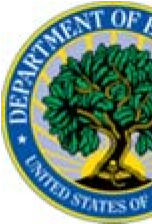 DEPARTMENT OF
UNITED STATES OF